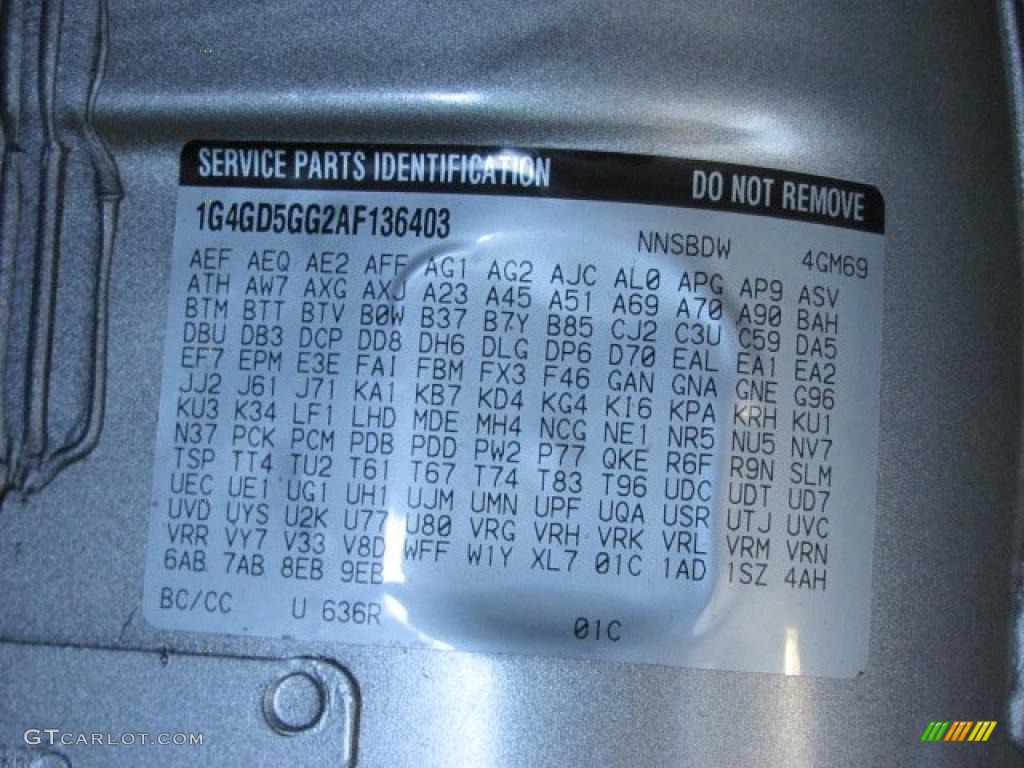 SERVICE PARTS IDENTIFICATION DO NOT REMOVE
1G4GD5GG2AF136403 NNSBDW 4GM69
AEF AEQ AE2 AFF AG1 AG2 AJC AL0 APG AP9 ASV
ATH AW7 AXG AXJ A23 A45 A51 A69 A70 A90 BAH
BTM BTT BTV B0W B37 B7Y B85 CJ2 C3U C59 DA5
DBU DB3 DCP DD8 DH6 DLG DP6 D70 EAL EA1 EA2
EF7 EPM E3E FAI FBM FX3 F46 GAN GNA GNE G96
JJ2 J61 J71 KA1 KB7 KD4 KG4 K16 KPA KRH KU1
KU3 K34 LF1 LHD MDE MH4 NCG NE1 NR5 NU5 NV7
N37 PCK PCM PDB PDD PW2 P77 QKE R6F R9N SLM
TSP TT4 TU2 T61 T67 T74 T83 T96 UDC UDT UD7
UEC UE1 UG1 UH1 UJM UMN UPF UQA USR UTJ UVC
UVD UYS U2K U77 U80 VRG VRH VRK VRL VRM VRN
VRR VY7 V33 V8D WFF W1Y XL7 01C 1AD 1SZ 4AH
6AB 7AB 8EB 9EB
BC/CC U 636R 01C
GTCARLOT.COM